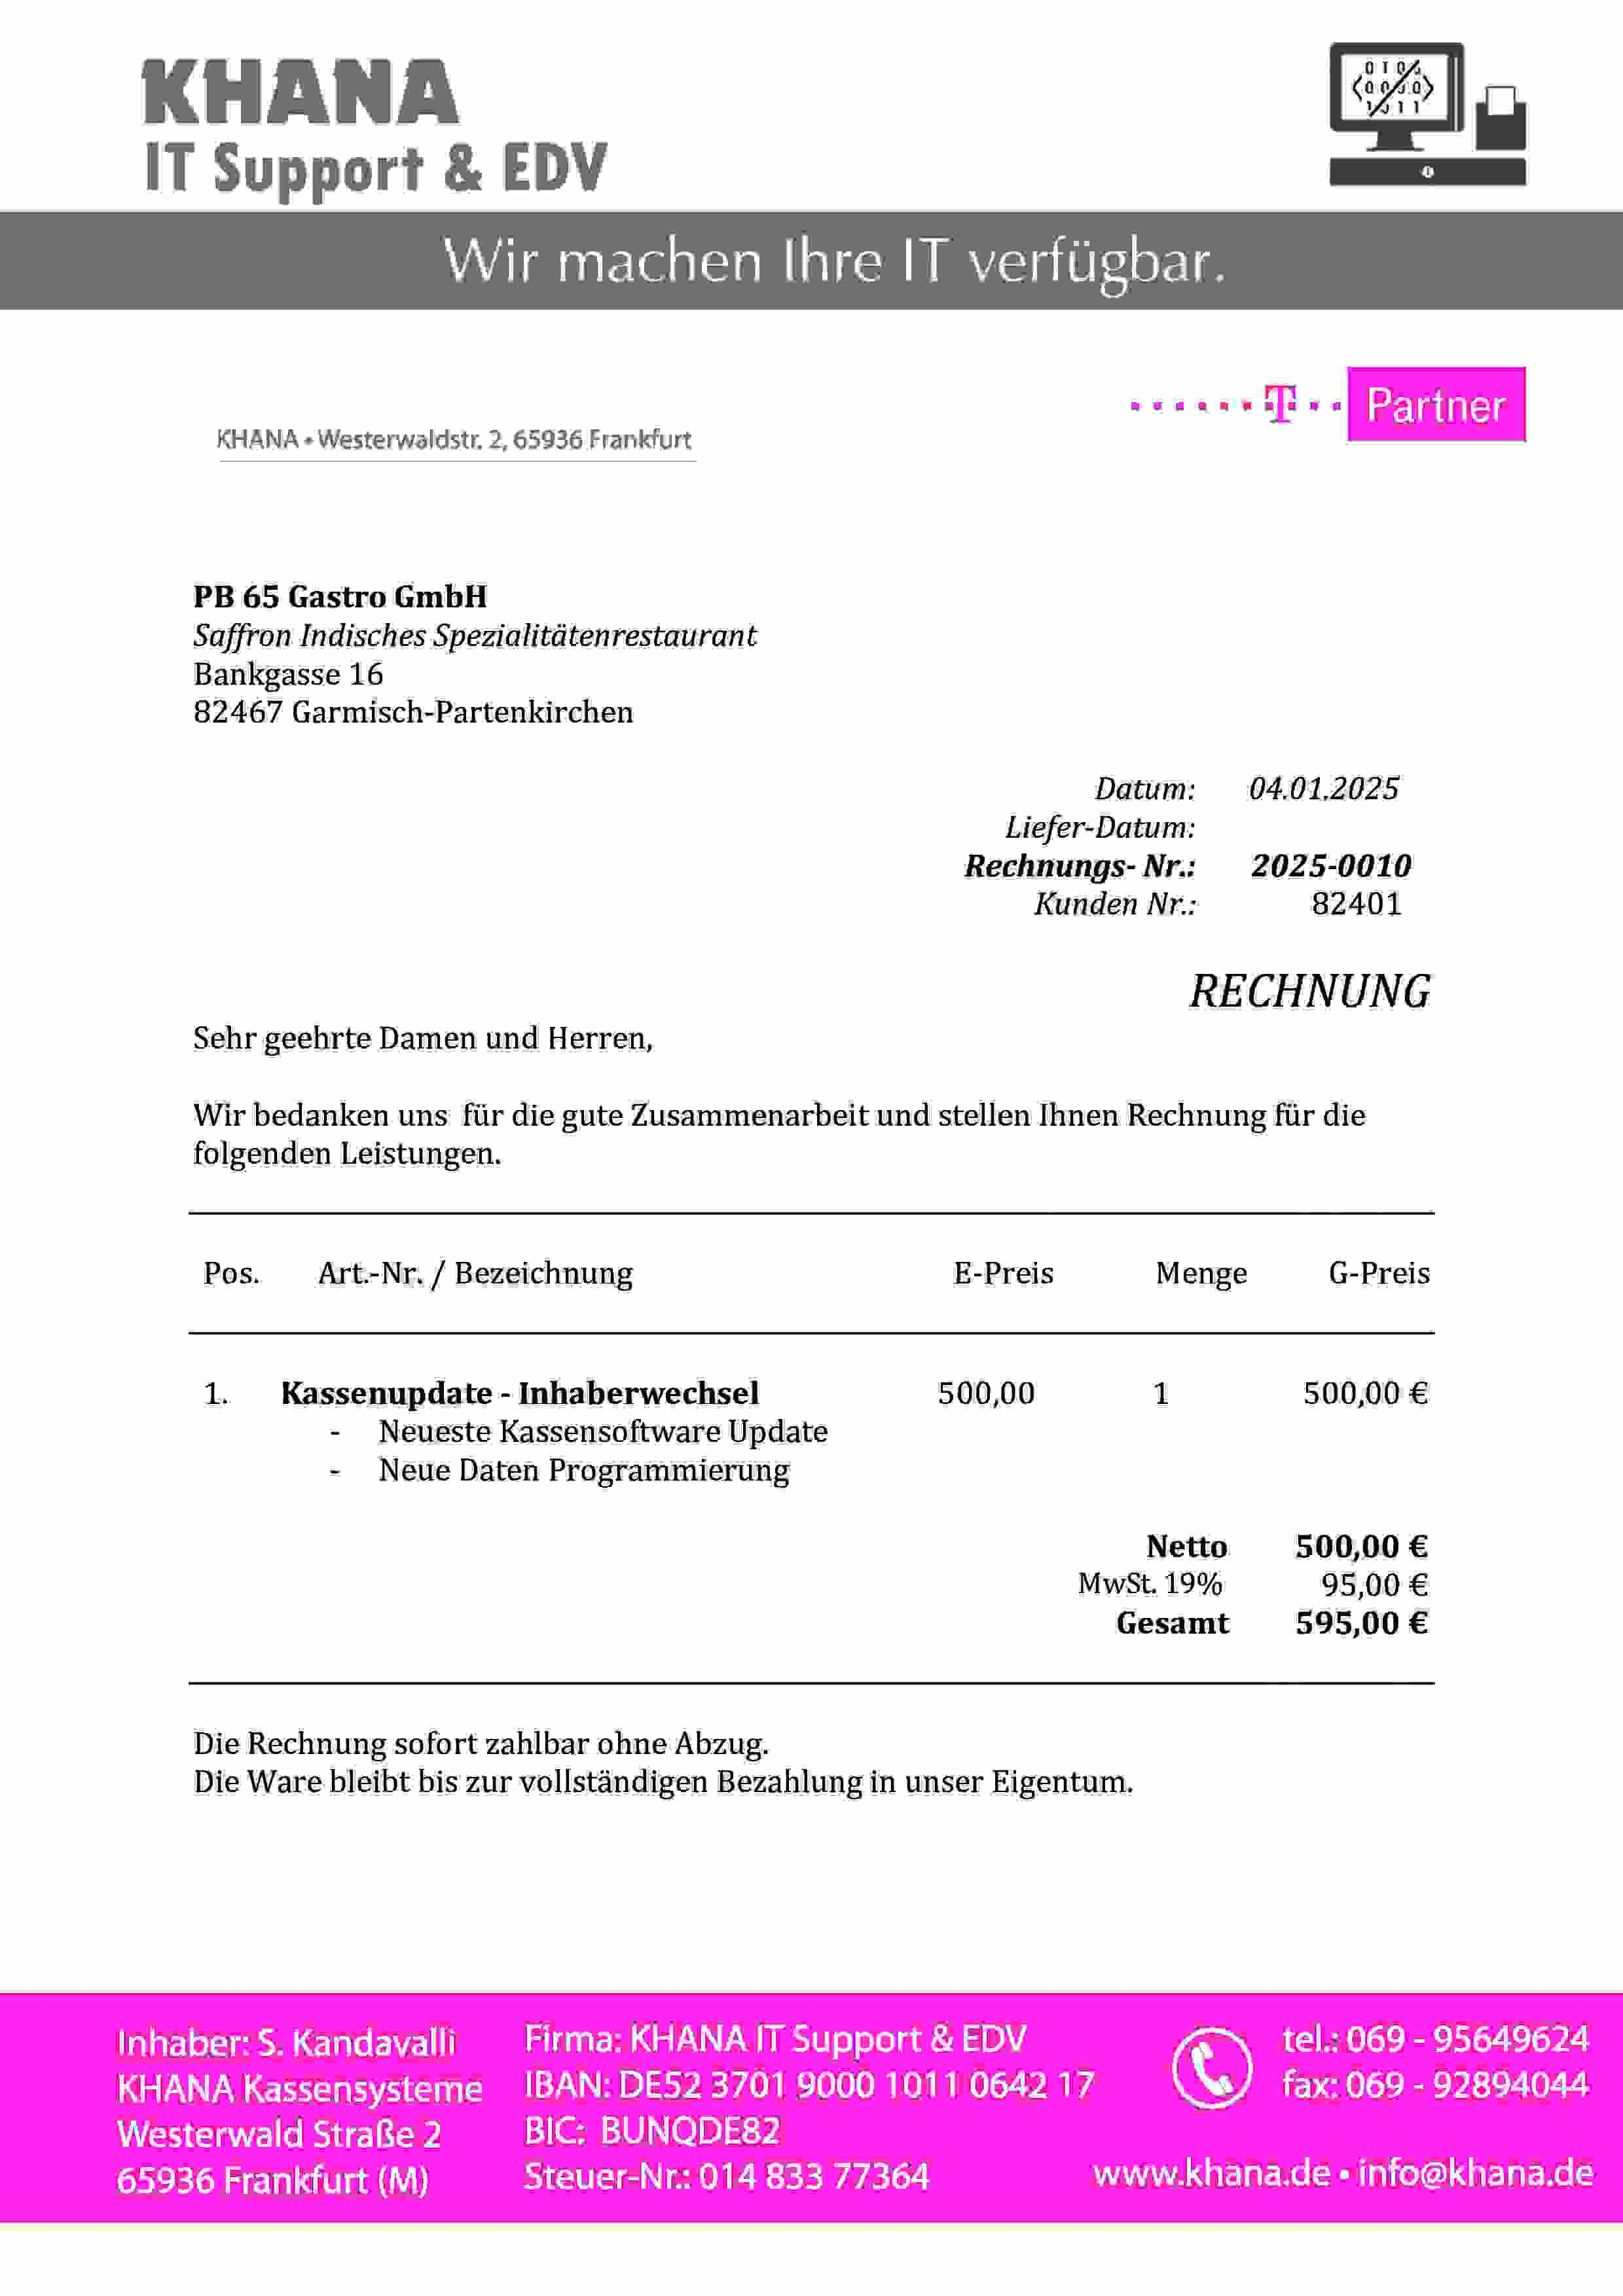 KHANA
IT Support & EDV
Wir machen Ihre IT verfügbar.
T Partner
KHANA • Westerwaldstr. 2, 65936 Frankfurt
PB 65 Gastro GmbH
Saffron Indisches Spezialitätenrestaurant
Bankgasse 16
82467 Garmisch-Partenkirchen
Datum: 04.01.2025
Liefer-Datum:
Rechnungs- Nr.: 2025-0010
Kunden Nr.: 82401
RECHNUNG
Sehr geehrte Damen und Herren,
Wir bedanken uns für die gute Zusammenarbeit und stellen Ihnen Rechnung für die
folgenden Leistungen.
Pos. Art.-Nr. / Bezeichnung E-Preis Menge G-Preis
1. Kassenupdate - Inhaberwechsel 500,00 1 500,00 €
- Neueste Kassensoftware Update
- Neue Daten Programmierung
Netto 500,00 €
MwSt. 19% 95,00 €
Gesamt 595,00 €
Die Rechnung sofort zahlbar ohne Abzug.
Die Ware bleibt bis zur vollständigen Bezahlung in unser Eigentum.
Inhaber: S. Kandavalli
KHANA Kassensysteme
Westerwald Straße 2
65936 Frankfurt (M)
Firma: KHANA IT Support & EDV
IBAN: DE52 3701 9000 1011 0642 17
BIC: BUNQDE82
Steuer-Nr.: 014 833 77364
tel.: 069 - 95649624
fax: 069 - 92894044
www.khana.de • info@khana.de